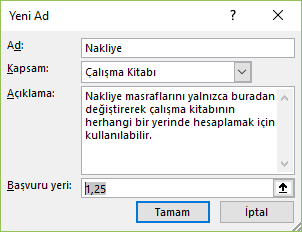 Yeni Ad
Ad: Nakliye
Kapsam: Çalışma Kitabı
Açıklama: Nakliye masraflarını yalnızca buradan
değiştirerek çalışma kitabının
herhangi bir yerinde hesaplamak için
kullanılabilir.
Başvuru yeri: 1,25
Tamam İptal